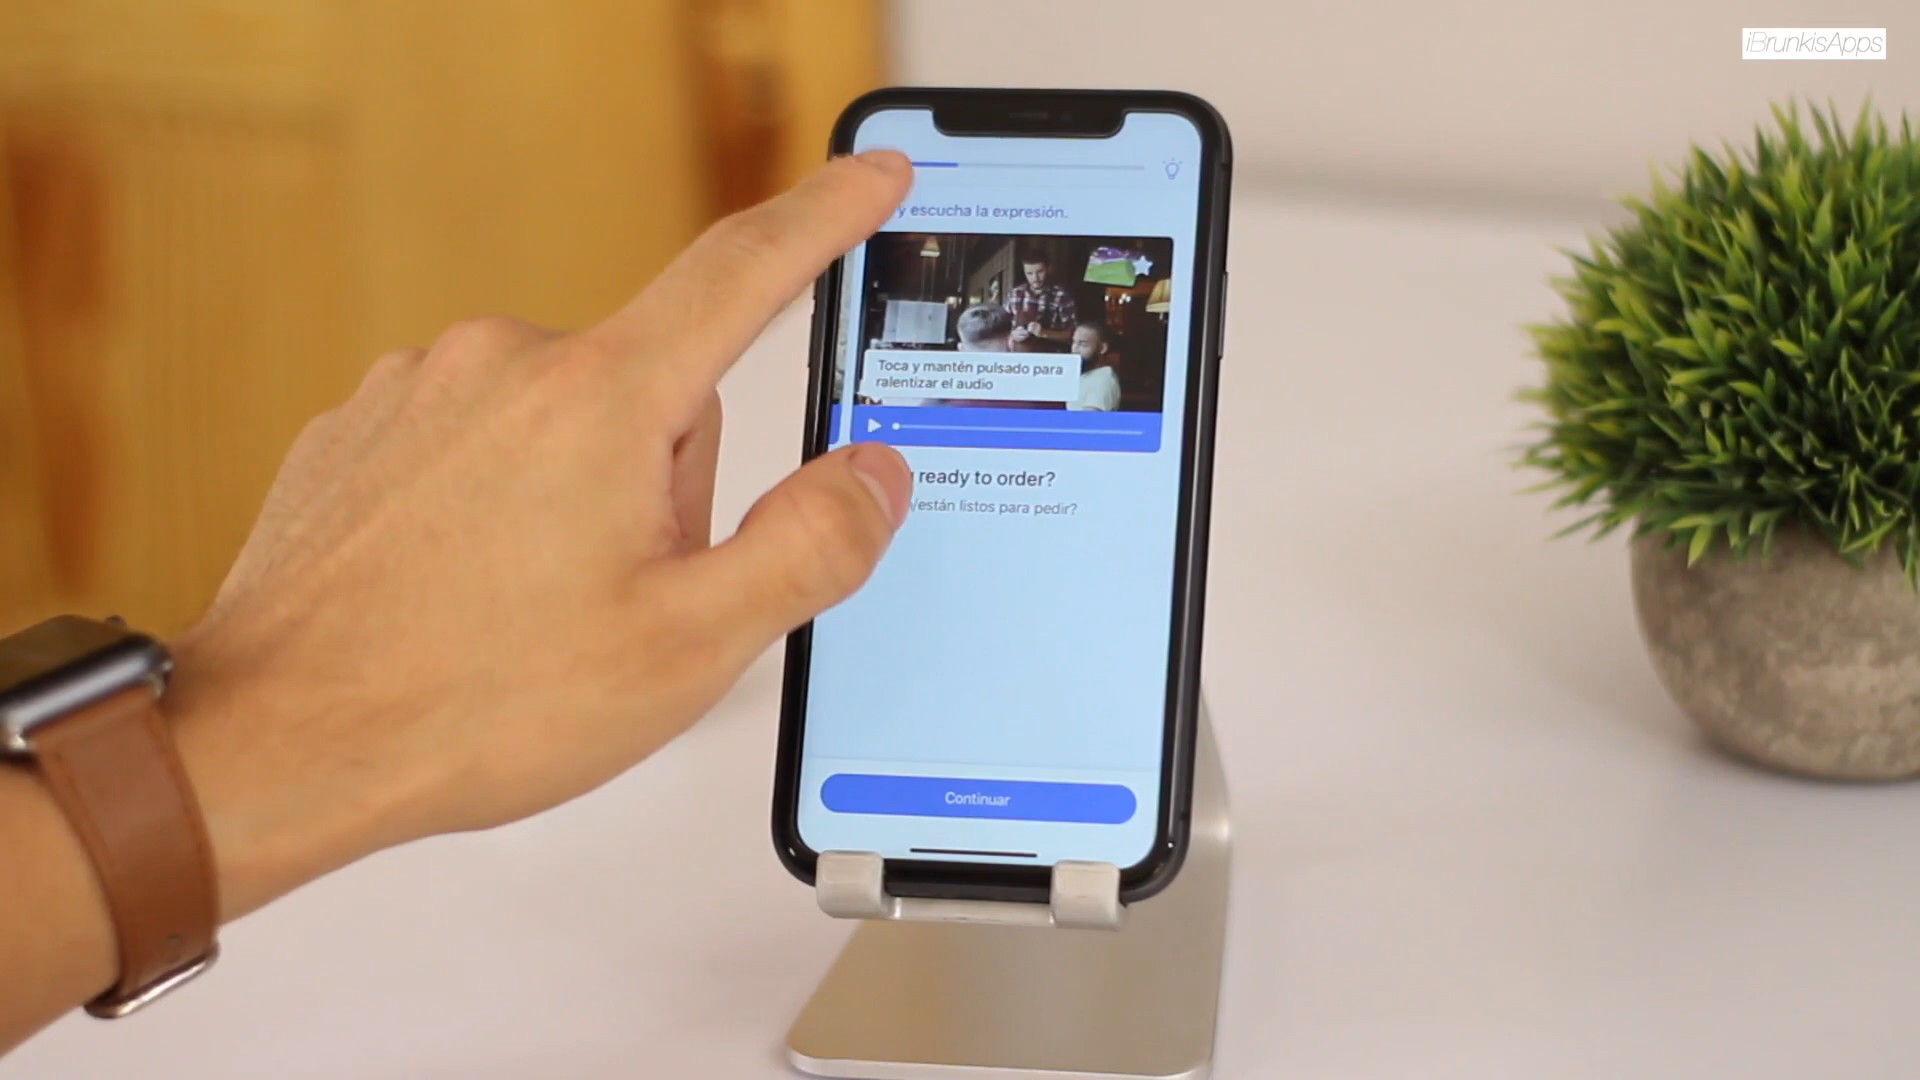 iBrunkisApps
y escucha la expresión.
Toca y mantén pulsado para
ralentizar el audio
ready to order?
/están listos para pedir?
Continuar